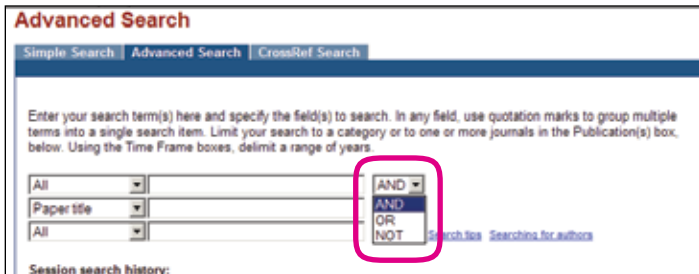 Advanced Search
Simple Search Advanced Search CrossRef Search
Enter your search term(s) here and specify the field(s) to search. In any field, use quotation marks to group multiple
terms into a single search item. Limit your search to a category or to one or more journals in the Publication(s) box,
below. Using the Time Frame boxes, delimit a range of years.
All AND
Paper title AND
OR
All NOT Search tips Searching for authors
Session search history: